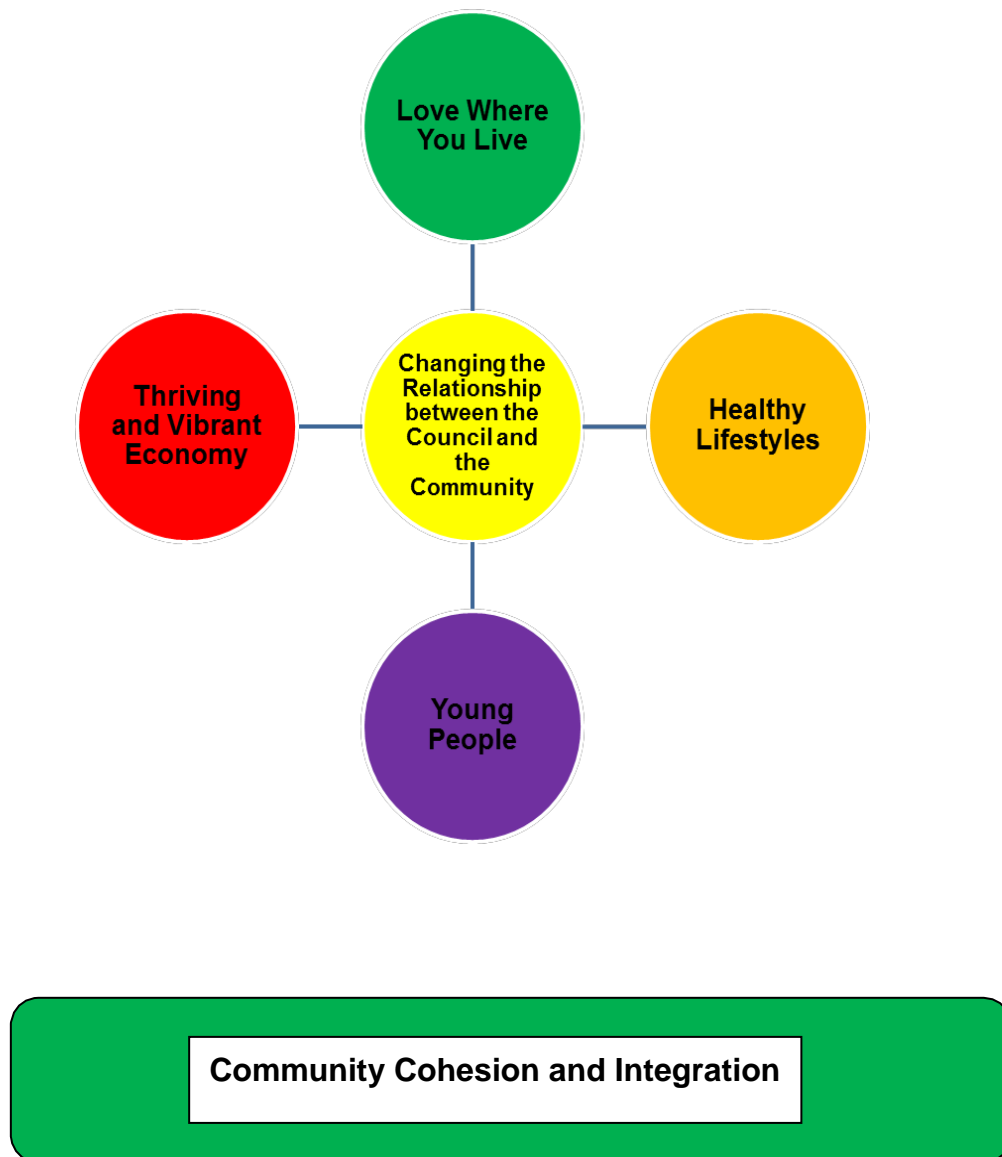 Love Where
You Live
Thriving
and Vibrant
Economy
Changing the
Relationship
between the
Council and
the
Community
Healthy
Lifestyles
Young
People
Community Cohesion and Integration